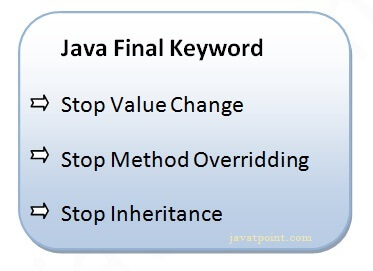 Java Final Keyword
Stop Value Change
Stop Method Overridding
Stop Inheritance
javatpoint.com